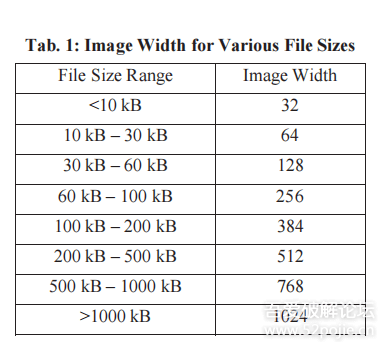 Tab. 1: Image Width for Various File Sizes
File Size Range Image Width
<10 kB 32
10 kB – 30 kB 64
30 kB – 60 kB 128
60 kB – 100 kB 256
100 kB – 200 kB 384
200 kB – 500 kB 512
500 kB – 1000 kB 768
>1000 kB 1024
吾爱破解论坛
www.52pojie.cn